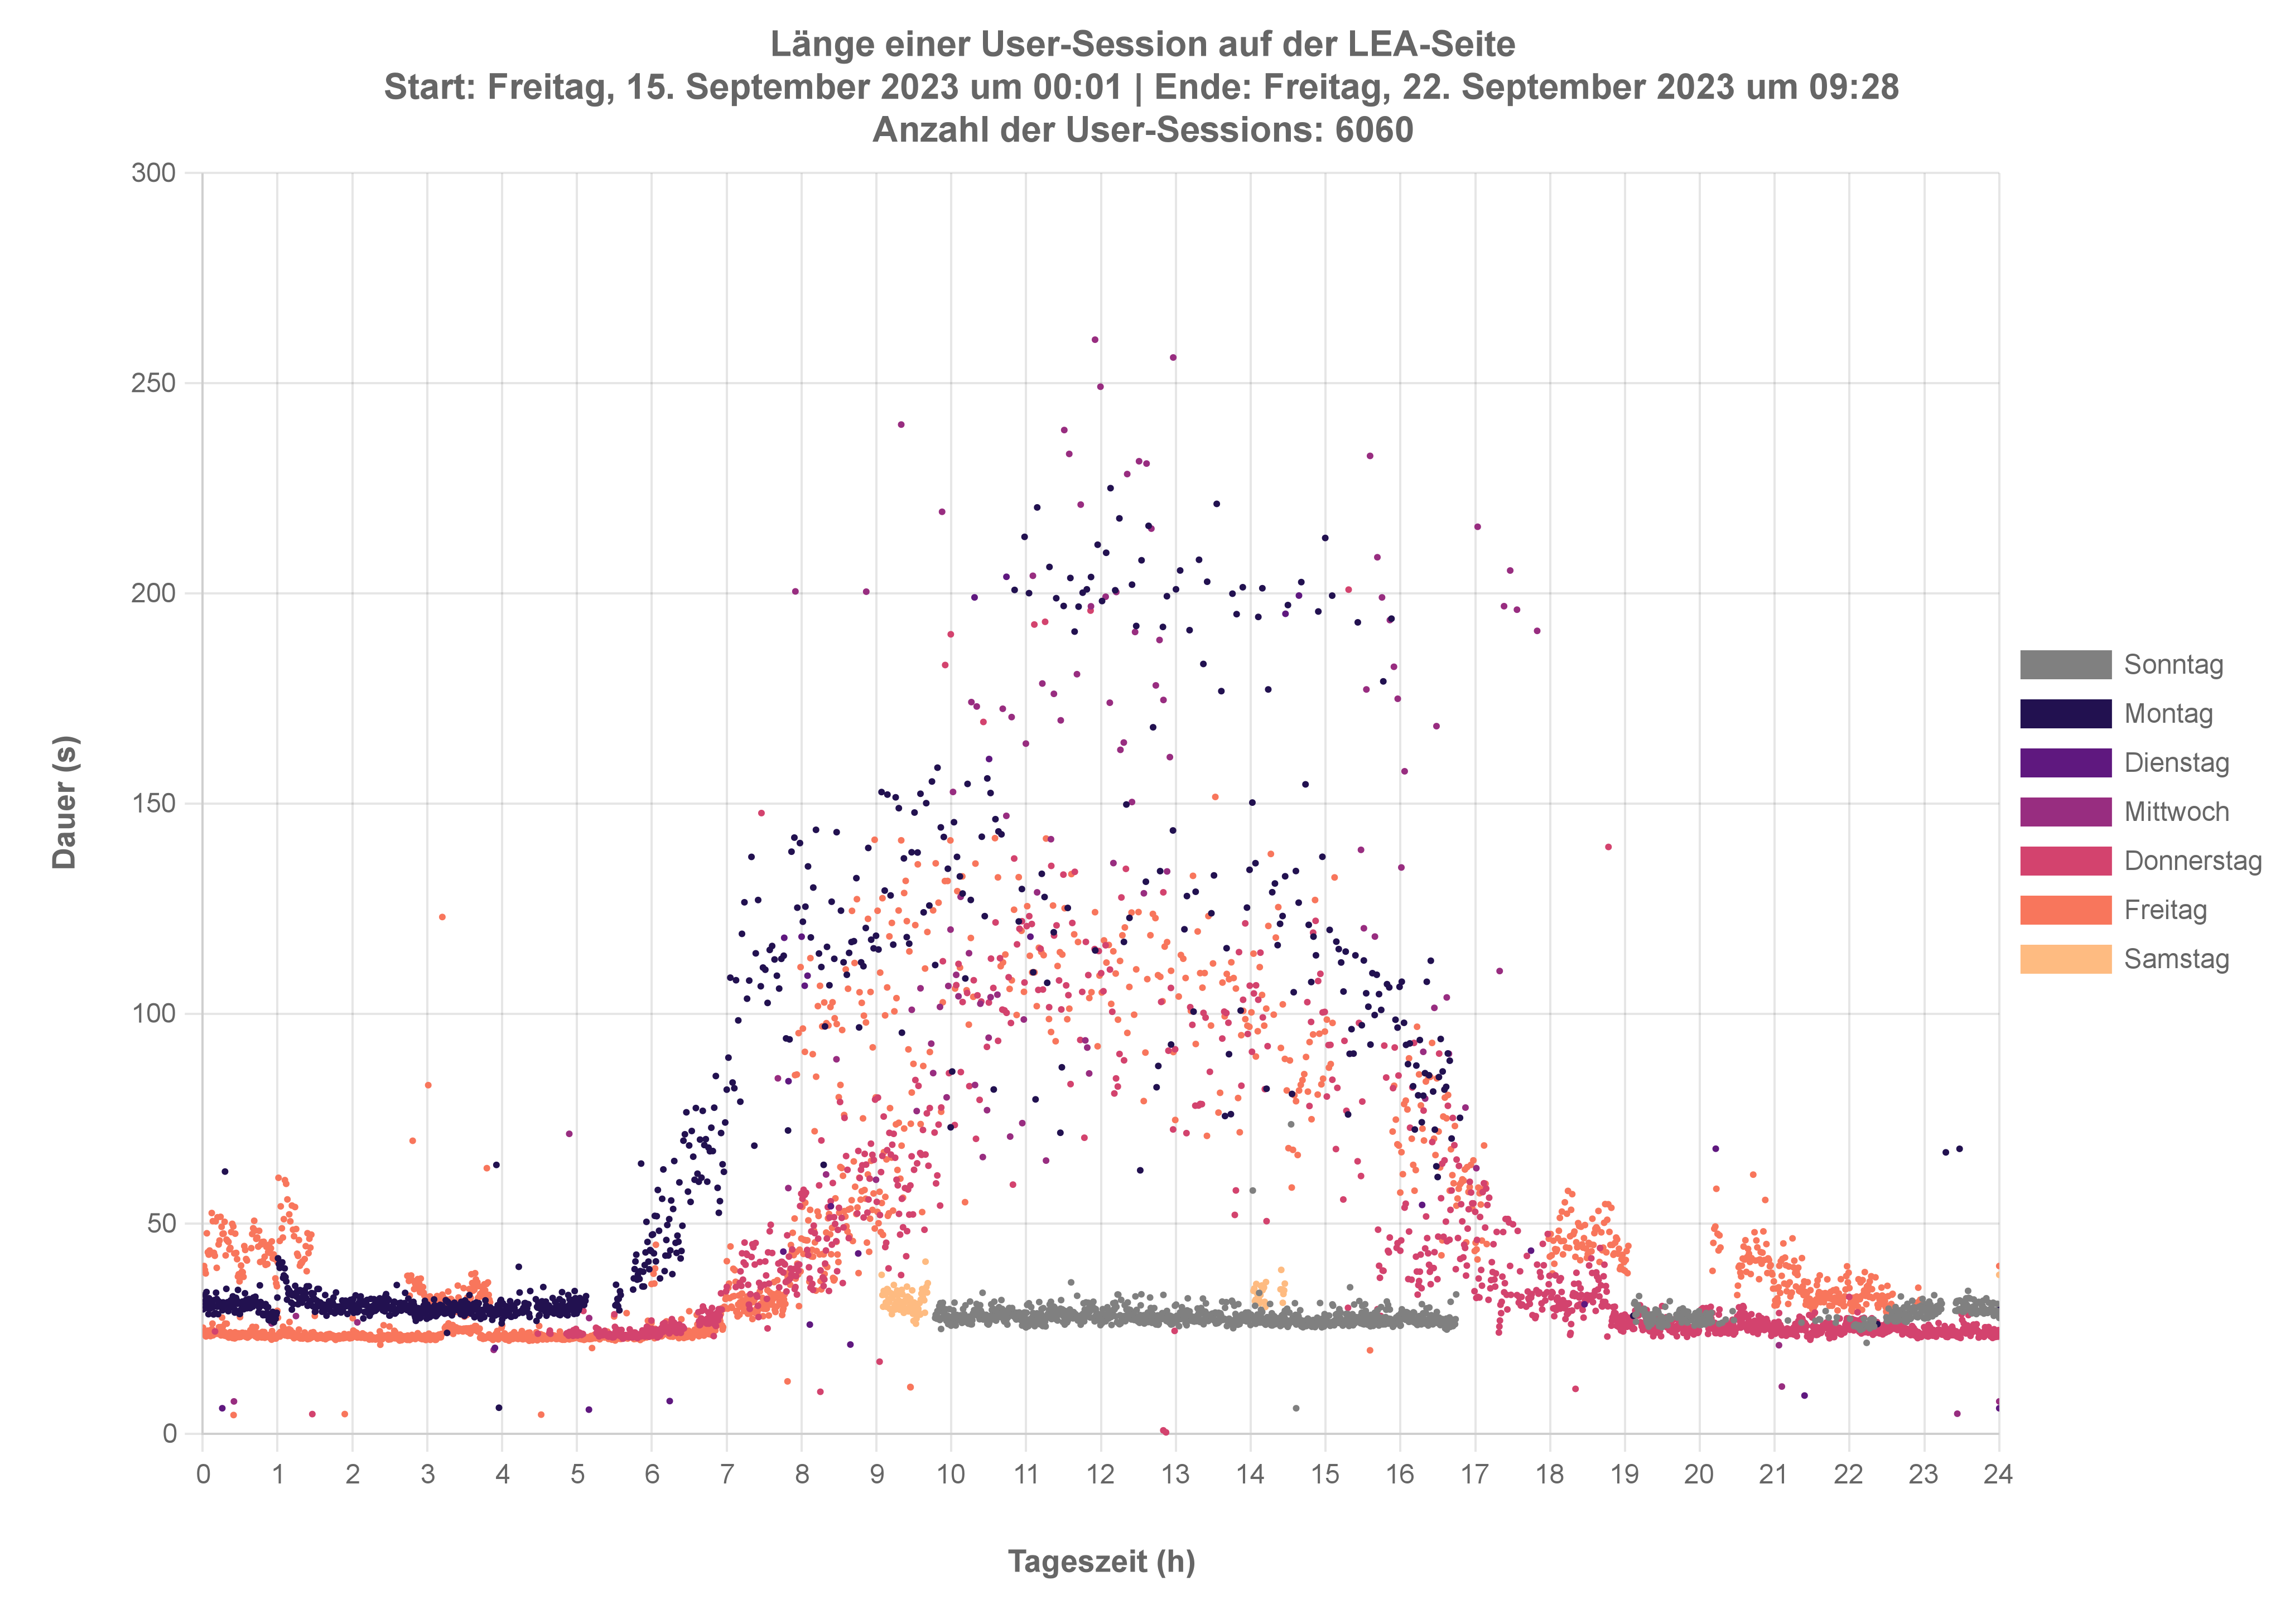 Länge einer User-Session auf der LEA-Seite
Start: Freitag, 15. September 2023 um 00:01 | Ende: Freitag, 22. September 2023 um 09:28
Anzahl der User-Sessions: 6060
300
250
200
150
100
50
0
Dauer (s)
0 1 2 3 4 5 6 7 8 9 10 11 12 13 14 15 16 17 18 19 20 21 22 23 24
Tageszeit (h)
Sonntag
Montag
Dienstag
Mittwoch
Donnerstag
Freitag
Samstag